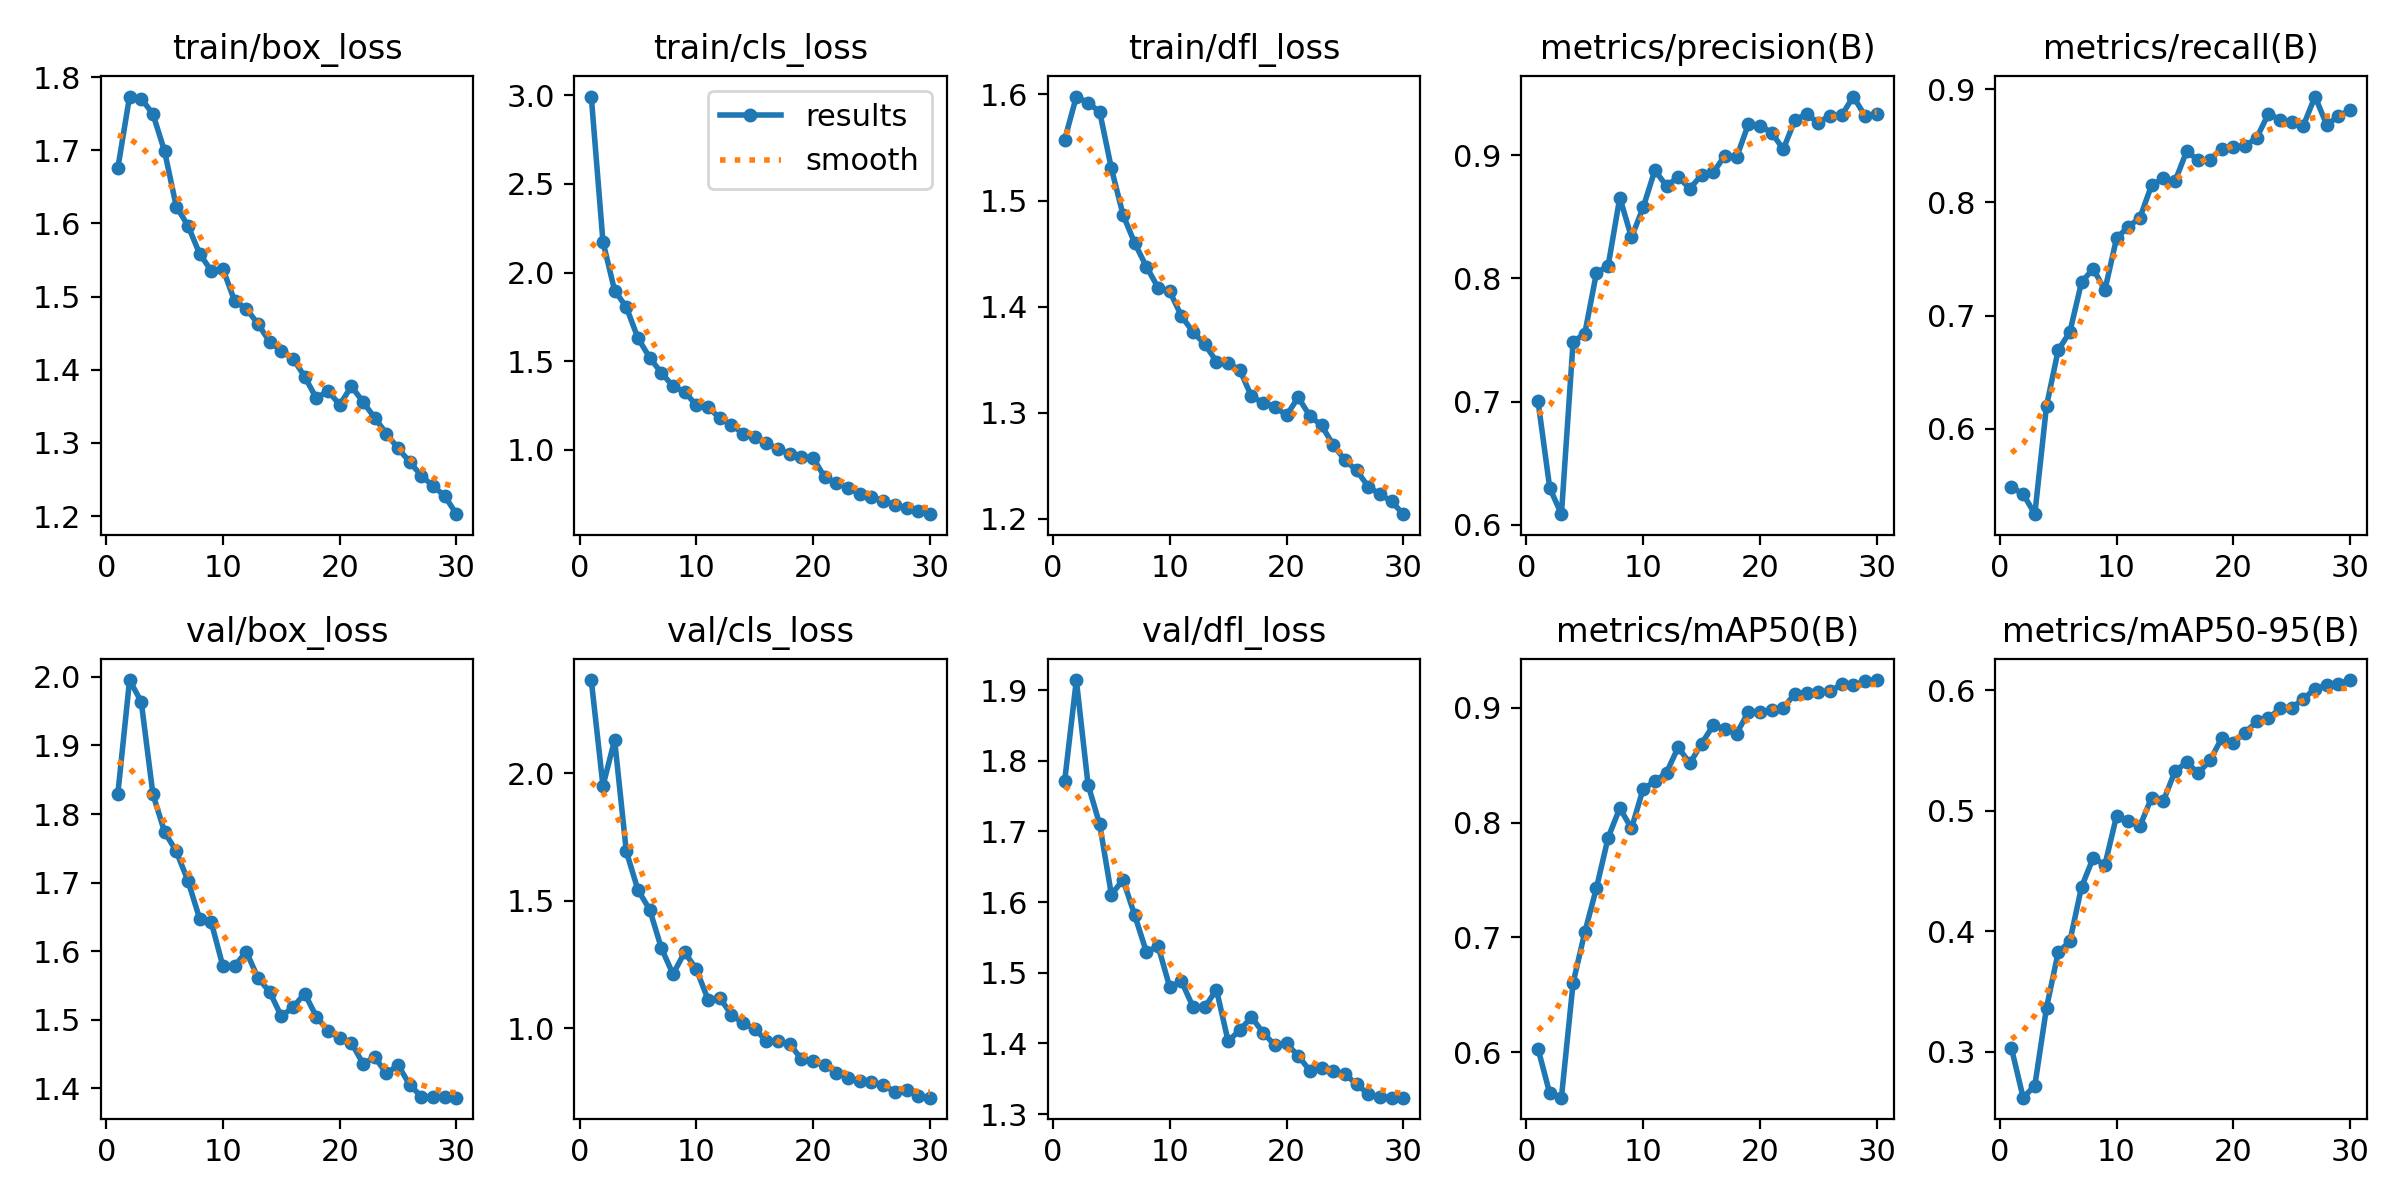 train/box_loss
1.8
1.7
1.6
1.5
1.4
1.3
1.2
0 10 20 30
train/cls_loss
results
smooth
3.0
2.5
2.0
1.5
1.0
0 10 20 30
train/dfl_loss
1.6
1.5
1.4
1.3
1.2
0 10 20 30
metrics/precision(B)
0.9
0.8
0.7
0.6
0 10 20 30
metrics/recall(B)
0.9
0.8
0.7
0.6
0 10 20 30
val/box_loss
2.0
1.9
1.8
1.7
1.6
1.5
1.4
0 10 20 30
val/cls_loss
2.0
1.5
1.0
0 10 20 30
val/dfl_loss
1.9
1.8
1.7
1.6
1.5
1.4
1.3
0 10 20 30
metrics/mAP50(B)
0.9
0.8
0.7
0.6
0 10 20 30
metrics/mAP50-95(B)
0.6
0.5
0.4
0.3
0 10 20 30